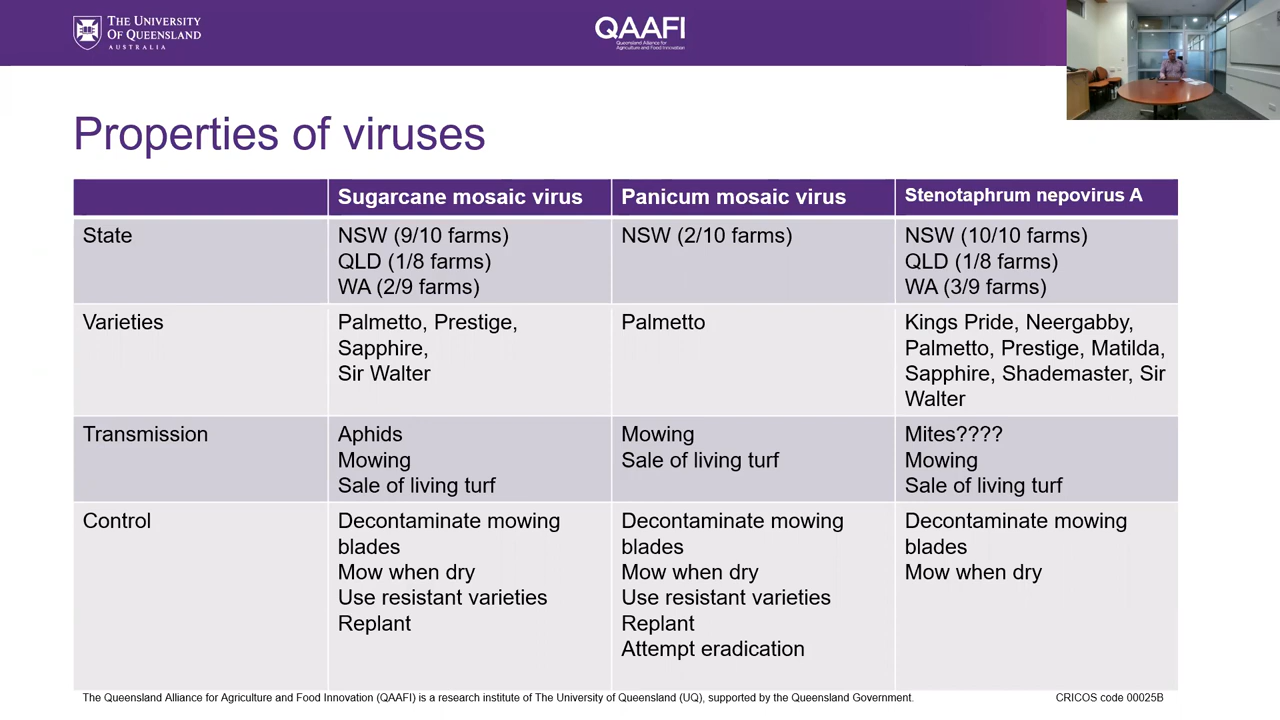 THE UNIVERSITY
OF QUEENSLAND
AUSTRALIA
QAAFI
Queensland Alliance for
Agriculture and Food Innovation
Properties of viruses
Sugarcane mosaic virus
Panicum mosaic virus
Stenotaphrum nepovirus A
State
NSW (9/10 farms)
QLD (1/8 farms)
WA (2/9 farms)
NSW (2/10 farms)
NSW (10/10 farms)
QLD (1/8 farms)
WA (3/9 farms)
Varieties
Palmetto, Prestige,
Sapphire,
Sir Walter
Palmetto
Kings Pride, Neergabby,
Palmetto, Prestige, Matilda,
Sapphire, Shademaster, Sir
Walter
Transmission
Aphids
Mowing
Sale of living turf
Mowing
Sale of living turf
Mites????
Mowing
Sale of living turf
Control
Decontaminate mowing
blades
Mow when dry
Use resistant varieties
Replant
Decontaminate mowing
blades
Mow when dry
Use resistant varieties
Replant
Attempt eradication
Decontaminate mowing
blades
Mow when dry
The Queensland Alliance for Agriculture and Food Innovation (QAAFI) is a research institute of The University of Queensland (UQ), supported by the Queensland Government.
CRICOS code 00025B